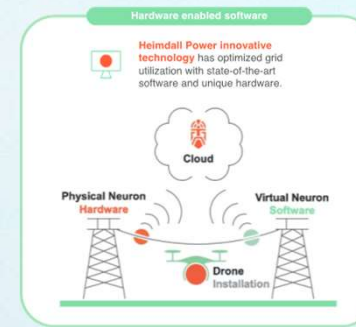 Hardware enabled software
Heimdall Power innovative
technology has optimized grid
utilization with state-of-the-art
software and unique hardware.
Cloud
Physical Neuron
Hardware
Virtual Neuron
Software
Drone
Installation